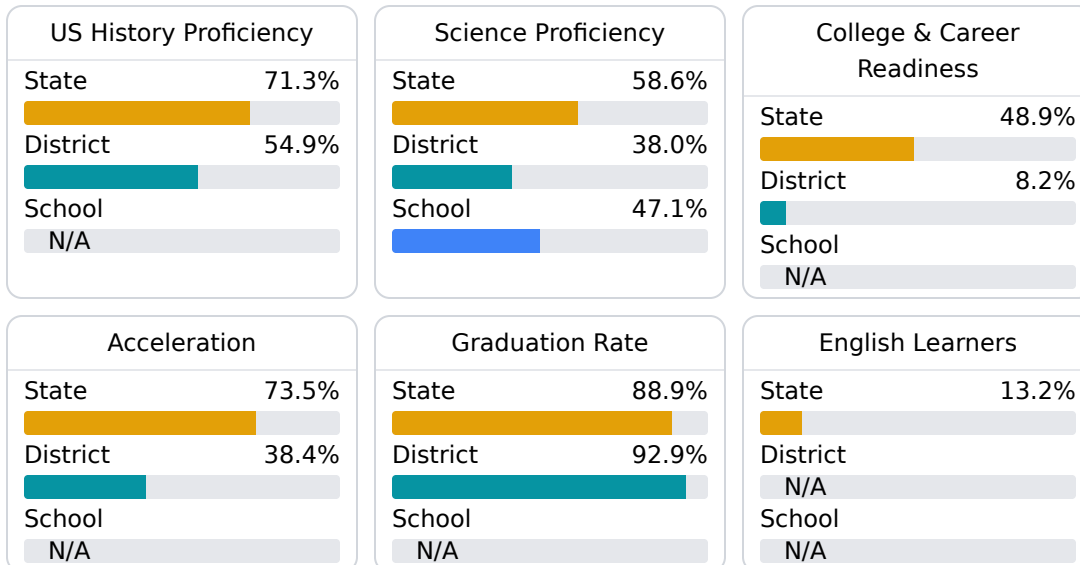 US History Proficiency
State 71.3%
District 54.9%
School
N/A
Science Proficiency
State 58.6%
District 38.0%
School 47.1%
College & Career
Readiness
State 48.9%
District 8.2%
School
N/A
Acceleration
State 73.5%
District 38.4%
School
N/A
Graduation Rate
State 88.9%
District 92.9%
School
N/A
English Learners
State 13.2%
District
N/A
School
N/A